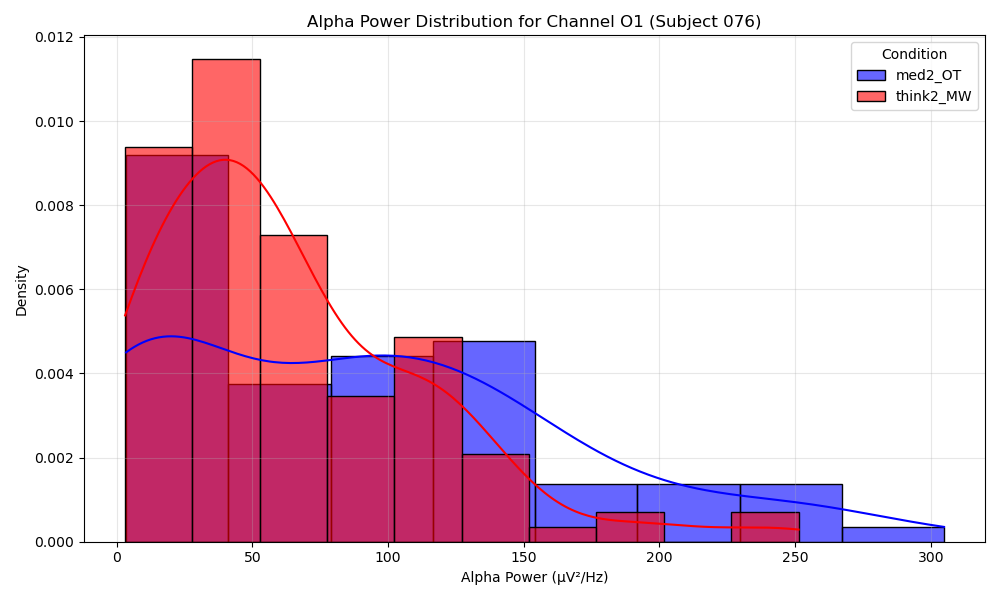 Alpha Power Distribution for Channel O1 (Subject 076)
Condition
med2_OT
think2_MW
0.012
0.010
0.008
0.006
0.004
0.002
0.000
Density
0
50
100
150
200
250
300
Alpha Power (μV²/Hz)